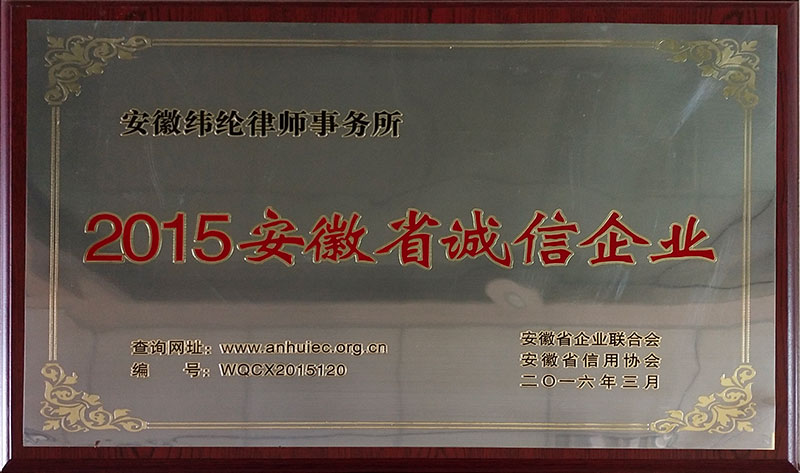 安徽纬纶律师事务所
2015安徽省诚信企业
查询网址：www.anhuiec.org.cn
编 号：WQCX2015120
安徽省企业联合会
安徽省信用协会
二〇一六年三月